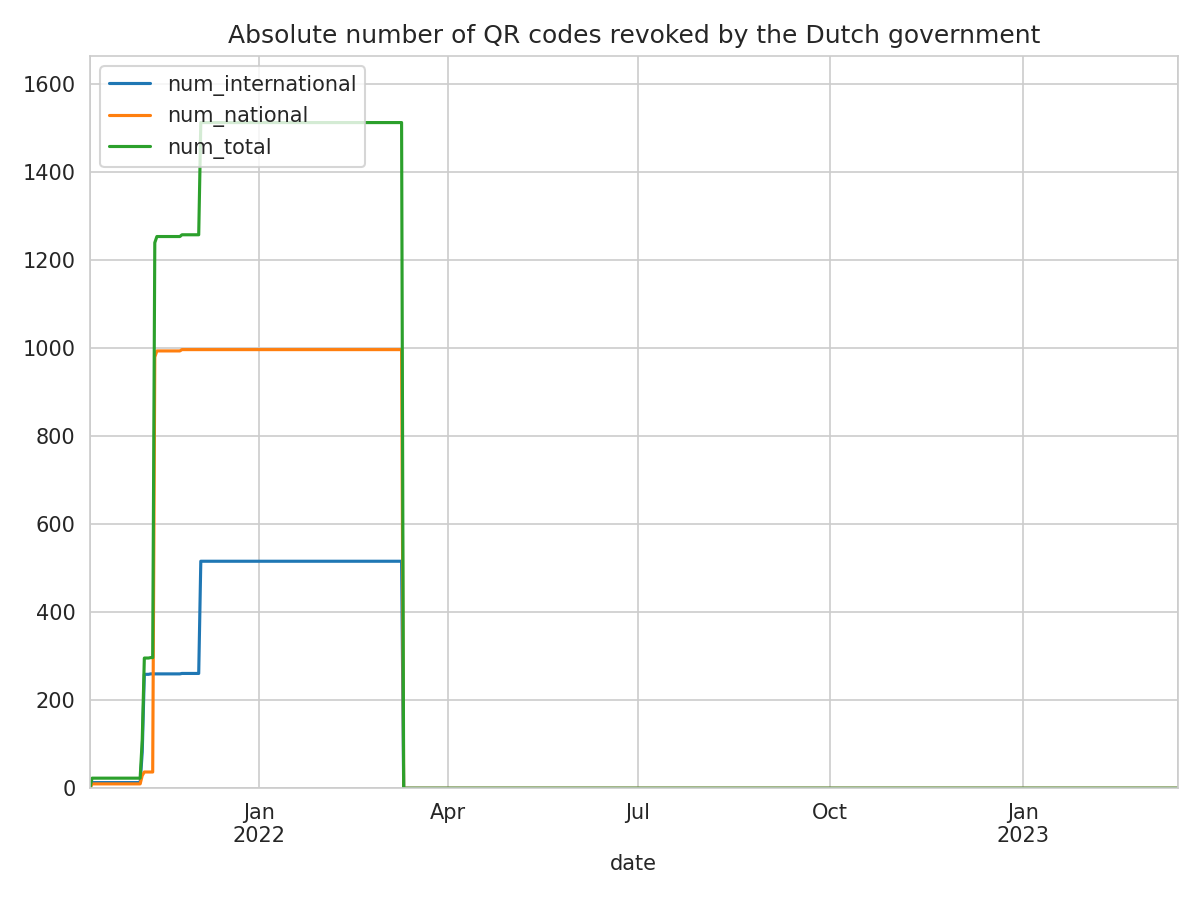 Absolute number of QR codes revoked by the Dutch government
num_international
num_national
num_total
1600
1400
1200
1000
800
600
400
200
0
Jan Apr Jul Oct Jan
2022 2023
date